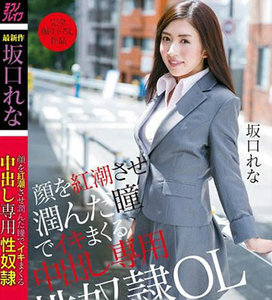 最新作
坂口れな
顔を紅潮させ潤んだ瞳でイキまくる
中出し専用性奴隷
坂口れな
顔を紅潮させ
潤んだ瞳
でイキまくる
中出し専用
性奴隷OL